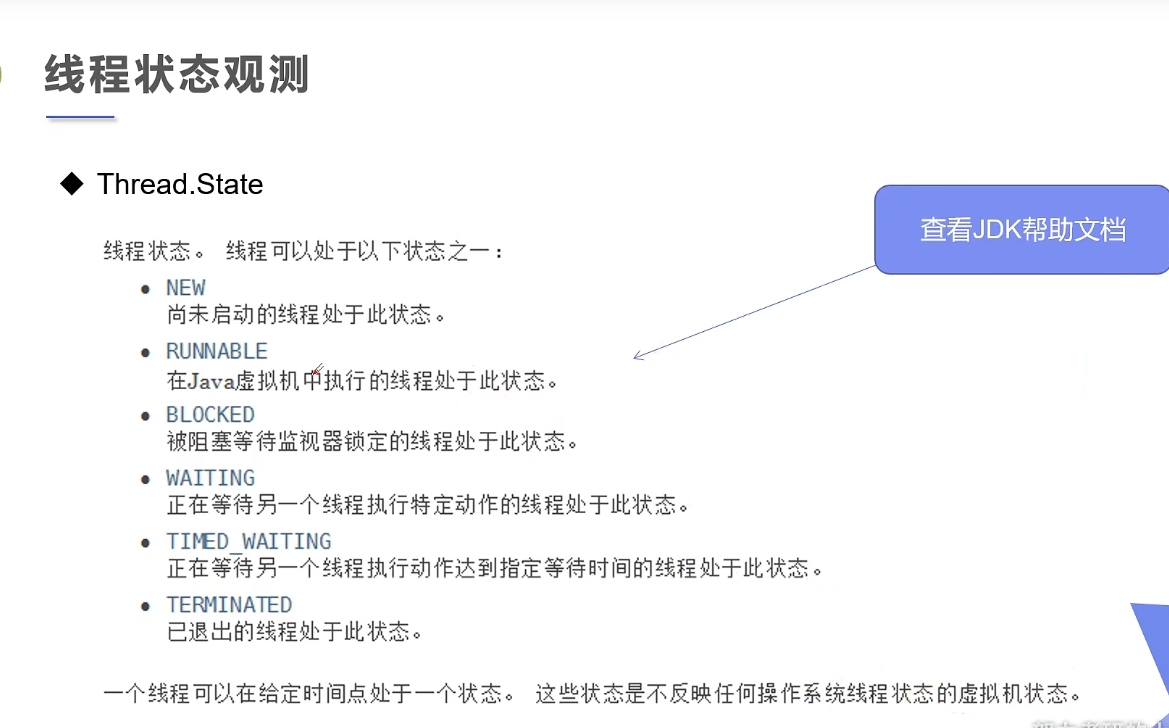 线程状态观测
Thread.State
查看JDK帮助文档
线程状态。 线程可以处于以下状态之一：
NEW
尚未启动的线程处于此状态。
RUNNABLE
在Java虚拟机中执行的线程处于此状态。
BLOCKED
被阻塞等待监视器锁定的线程处于此状态。
WAITING
正在等待另一个线程执行特定动作的线程处于此状态。
TIMED_WAITING
正在等待另一个线程执行动作达到指定等待时间的线程处于此状态。
TERMINATED
已退出的线程处于此状态。
一个线程可以在给定时间点处于一个状态。 这些状态是不反映任何操作系统线程状态的虚拟机状态。